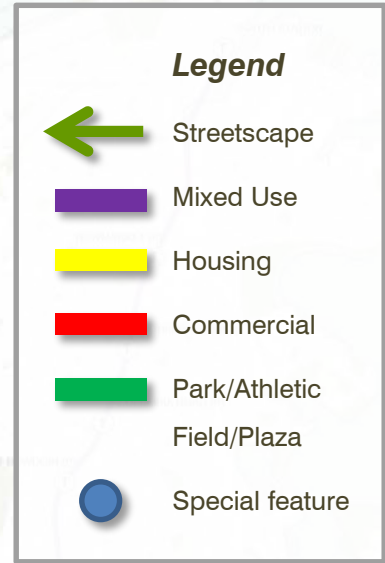 Legend
Streetscape
Mixed Use
Housing
Commercial
Park/Athletic
Field/Plaza
Special feature